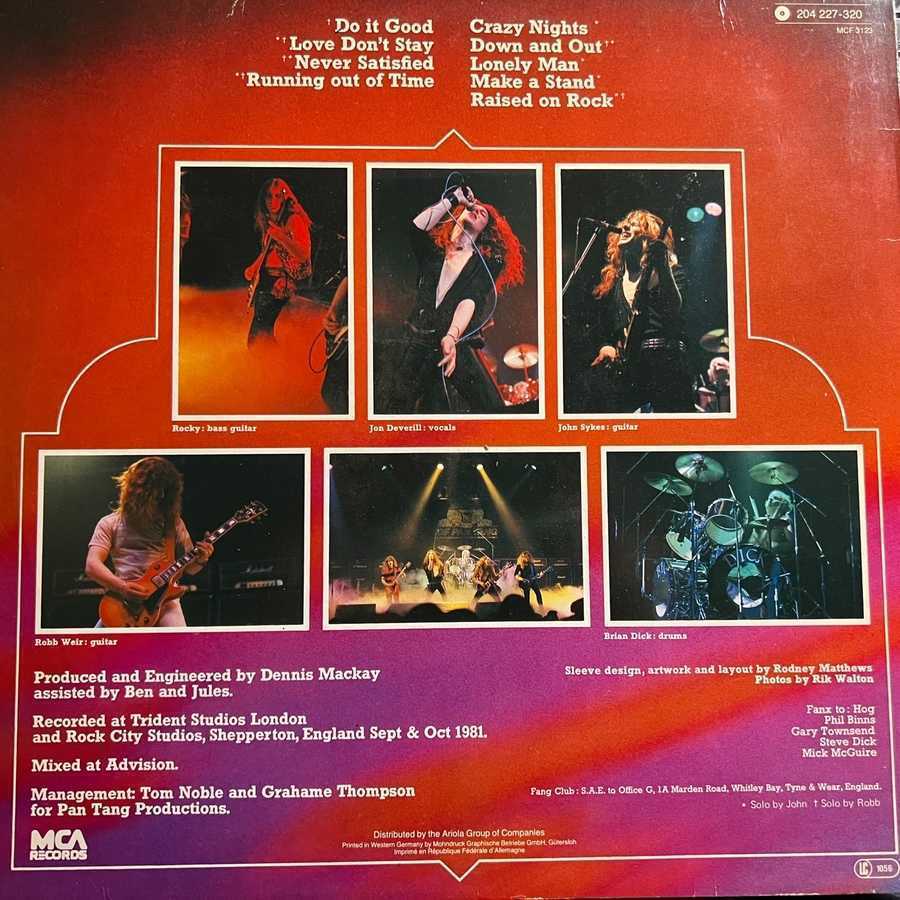 204 227-320
MCF 3123
†Do it Good
*†Love Don't Stay
†*Never Satisfied
*†Running out of Time
Crazy Nights*
Down and Out†*
Lonely Man*
Make a Stand*
Raised on Rock*†
Rocky: bass guitar
Jon Deverill: vocals
John Sykes: guitar
Robb Weir: guitar
Brian Dick: drums
Produced and Engineered by Dennis Mackay
assisted by Ben and Jules.
Recorded at Trident Studios London
and Rock City Studios, Shepperton, England Sept & Oct 1981.
Mixed at Advision.
Management: Tom Noble and Grahame Thompson
for Pan Tang Productions.
Sleeve design, artwork and layout by Rodney Matthews
Photos by Rik Walton
Fanx to: Hog
Phil Binns
Gary Townsend
Steve Dick
Mick McGuire
Fang Club: S.A.E. to Office G, 1A Marden Road, Whitley Bay, Tyne & Wear, England.
* Solo by John † Solo by Robb
MCA
RECORDS
Distributed by the Ariola Group of Companies
Printed in Western Germany by Mohndruck Graphische Betriebe GmbH, Gütersloh
Imprimé en République Fédérale d'Allemagne
LC 1056